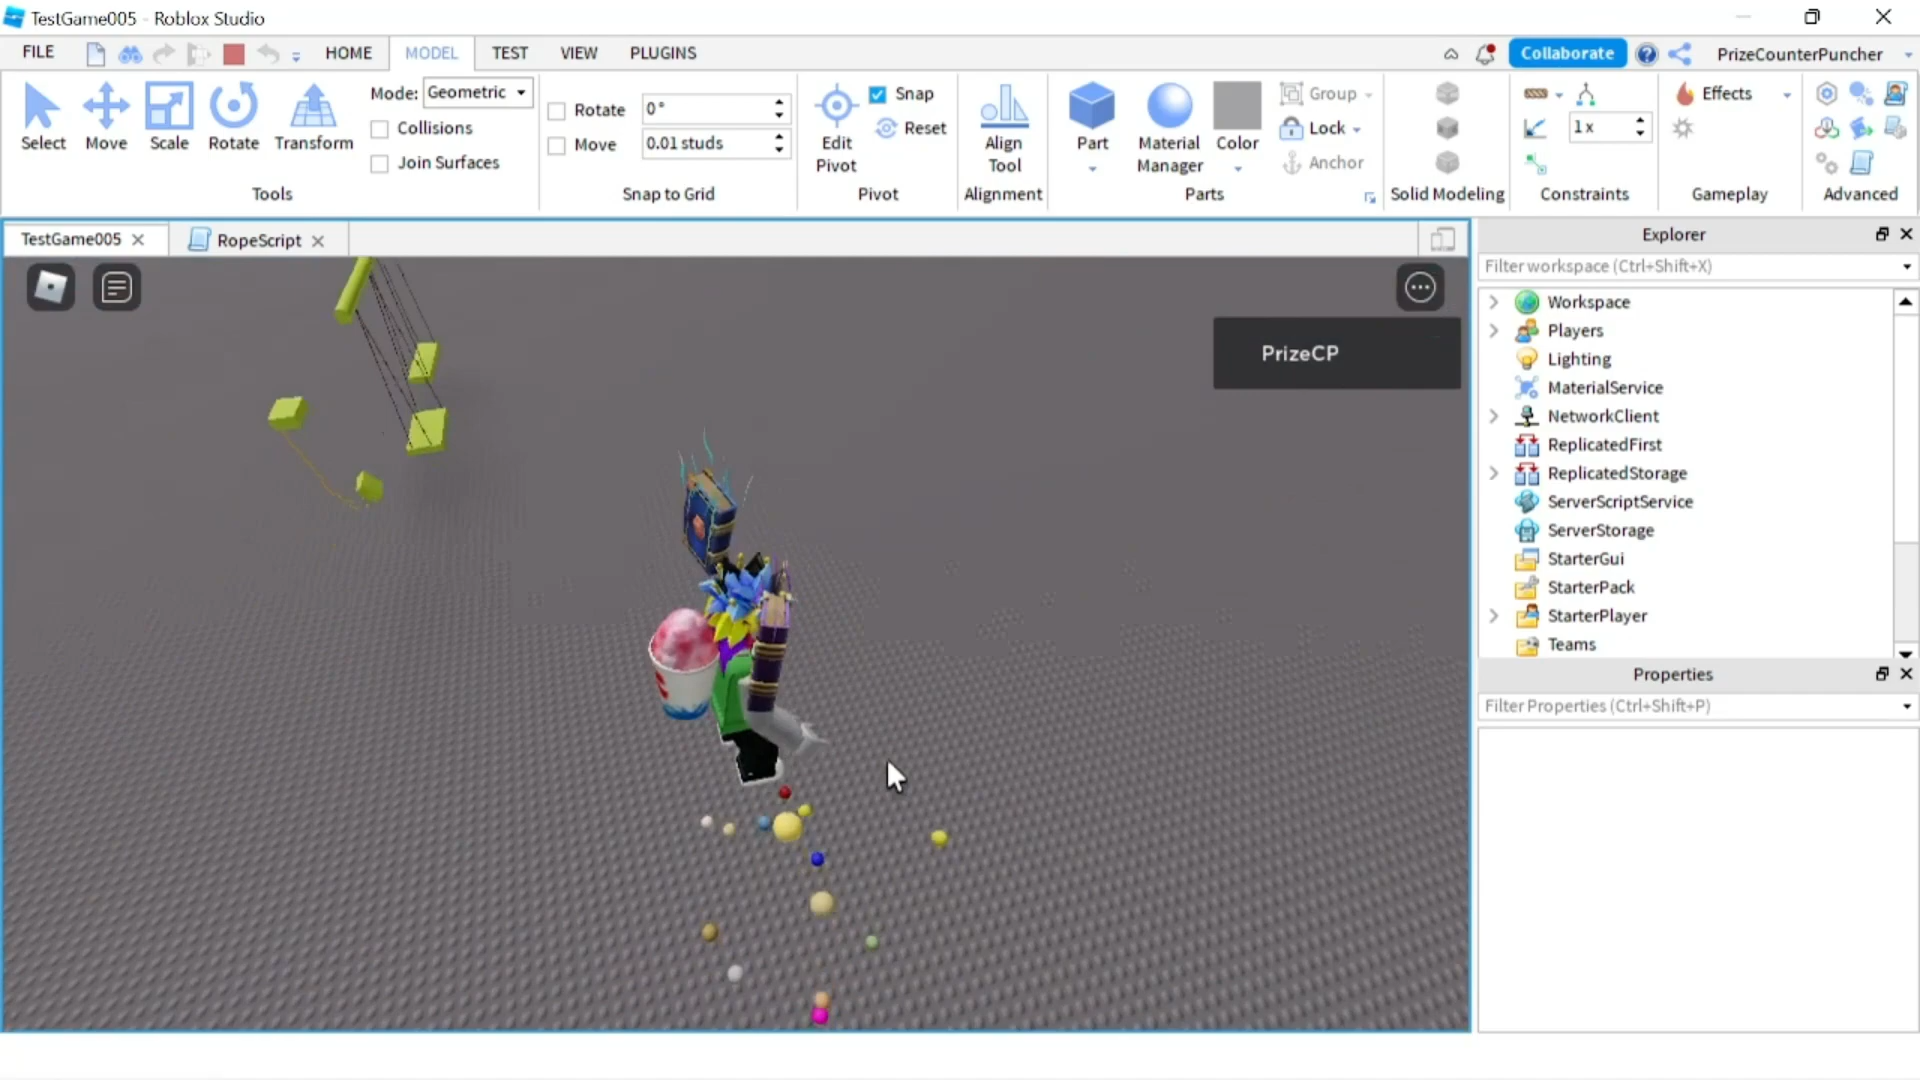 TestGame005 - Roblox Studio
FILE HOME MODEL TEST VIEW PLUGINS Collaborate PrizeCounterPuncher
Select Move Scale Rotate Transform
Mode: Geometric
Collisions
Join Surfaces
Tools
Rotate 0°
Move 0.01 studs
Snap to Grid
Edit Pivot
Snap
Reset
Pivot
Align Tool
Alignment
Part
Material Manager
Color
Group
Lock
Anchor
Parts
Solid Modeling
1x
Constraints
Effects
Gameplay
Advanced
TestGame005 RopeScript
PrizeCP
Explorer
Filter workspace (Ctrl+Shift+X)
Workspace
Players
Lighting
MaterialService
NetworkClient
ReplicatedFirst
ReplicatedStorage
ServerScriptService
ServerStorage
StarterGui
StarterPack
StarterPlayer
Teams
Properties
Filter Properties (Ctrl+Shift+P)